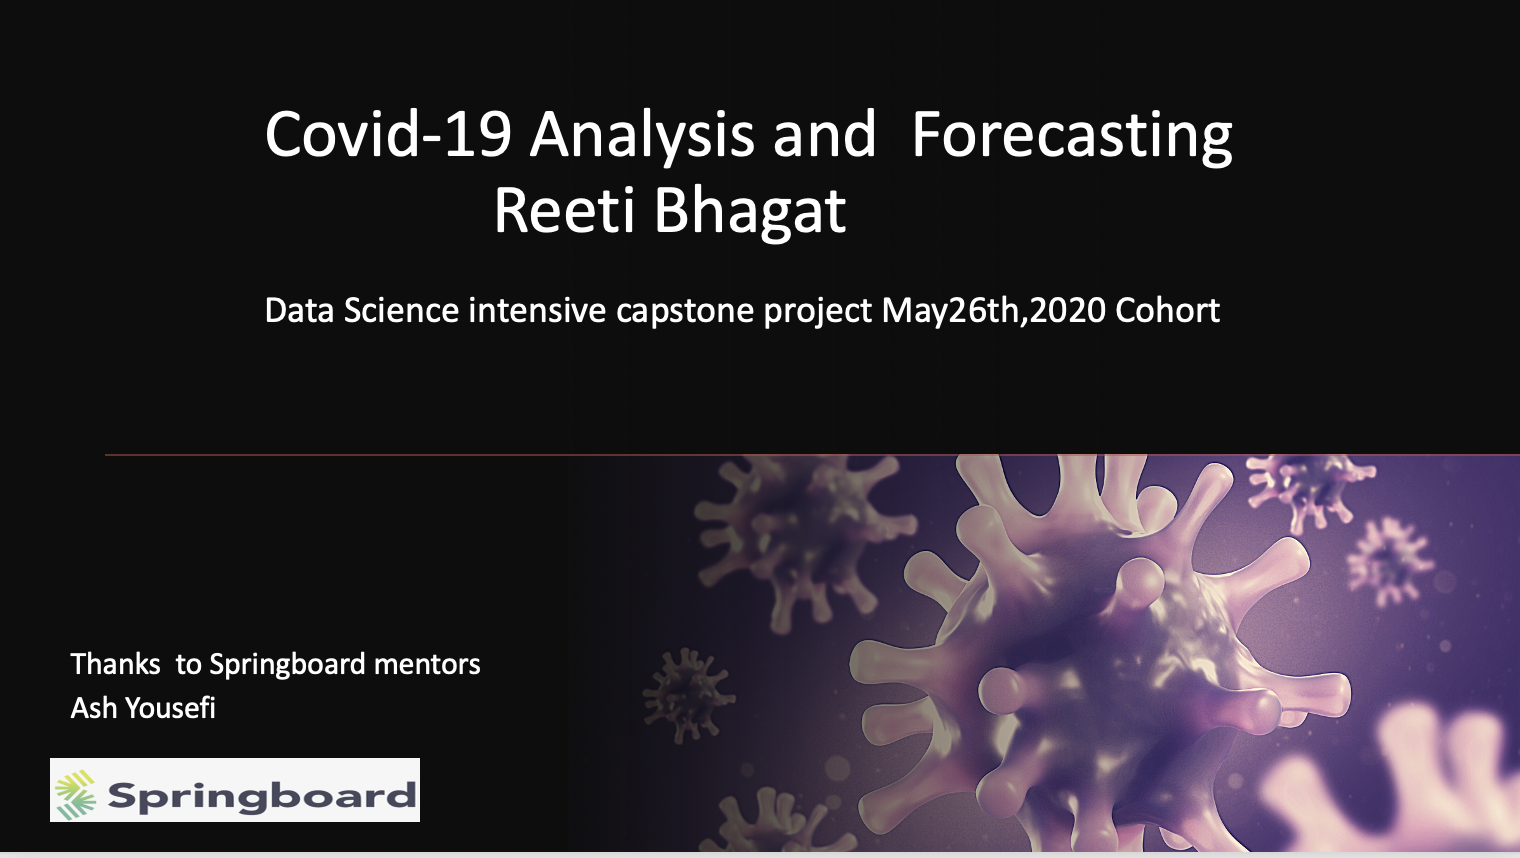 Covid-19 Analysis and  Forecasting
Reeti Bhagat
Data Science intensive capstone project May26th,2020 Cohort
Thanks  to Springboard mentors
Ash Yousefi
Springboard